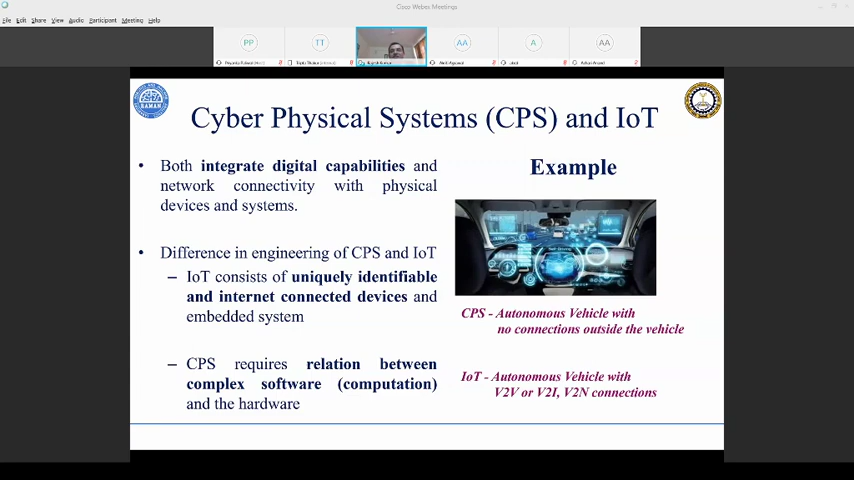 Cisco Webex Meetings
File Edit Share View Audio Participant Meeting Help
PP
TT
AA
A
AA
BAMAN
Cyber Physical Systems (CPS) and IoT
• Both integrate digital capabilities and
network connectivity with physical
devices and systems.
• Difference in engineering of CPS and IoT
– IoT consists of uniquely identifiable
and internet connected devices and
embedded system
– CPS requires relation between
complex software (computation)
and the hardware
Example
CPS - Autonomous Vehicle with
no connections outside the vehicle
IoT - Autonomous Vehicle with
V2V or V2I, V2N connections